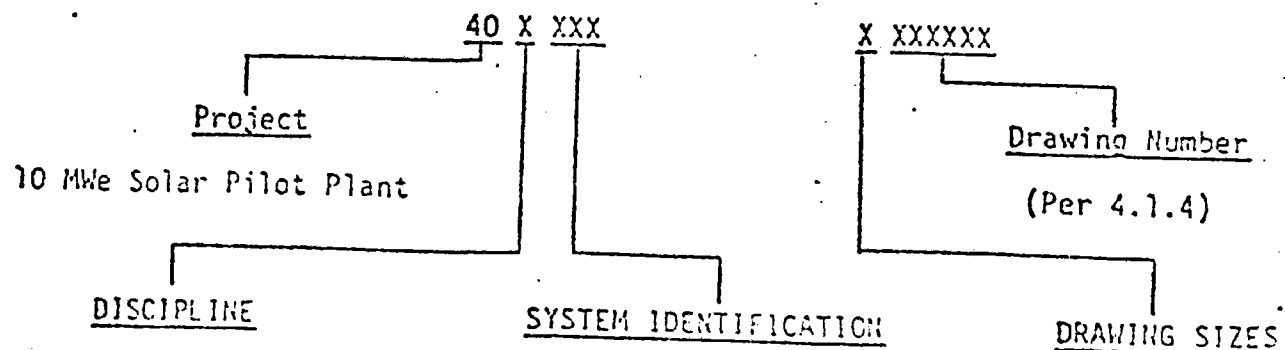 40 X XXX X XXXXXX
Project
Drawing Number
10 MWe Solar Pilot Plant
(Per 4.1.4)
DISCIPLINE
SYSTEM IDENTIFICATION
DRAWING SIZES